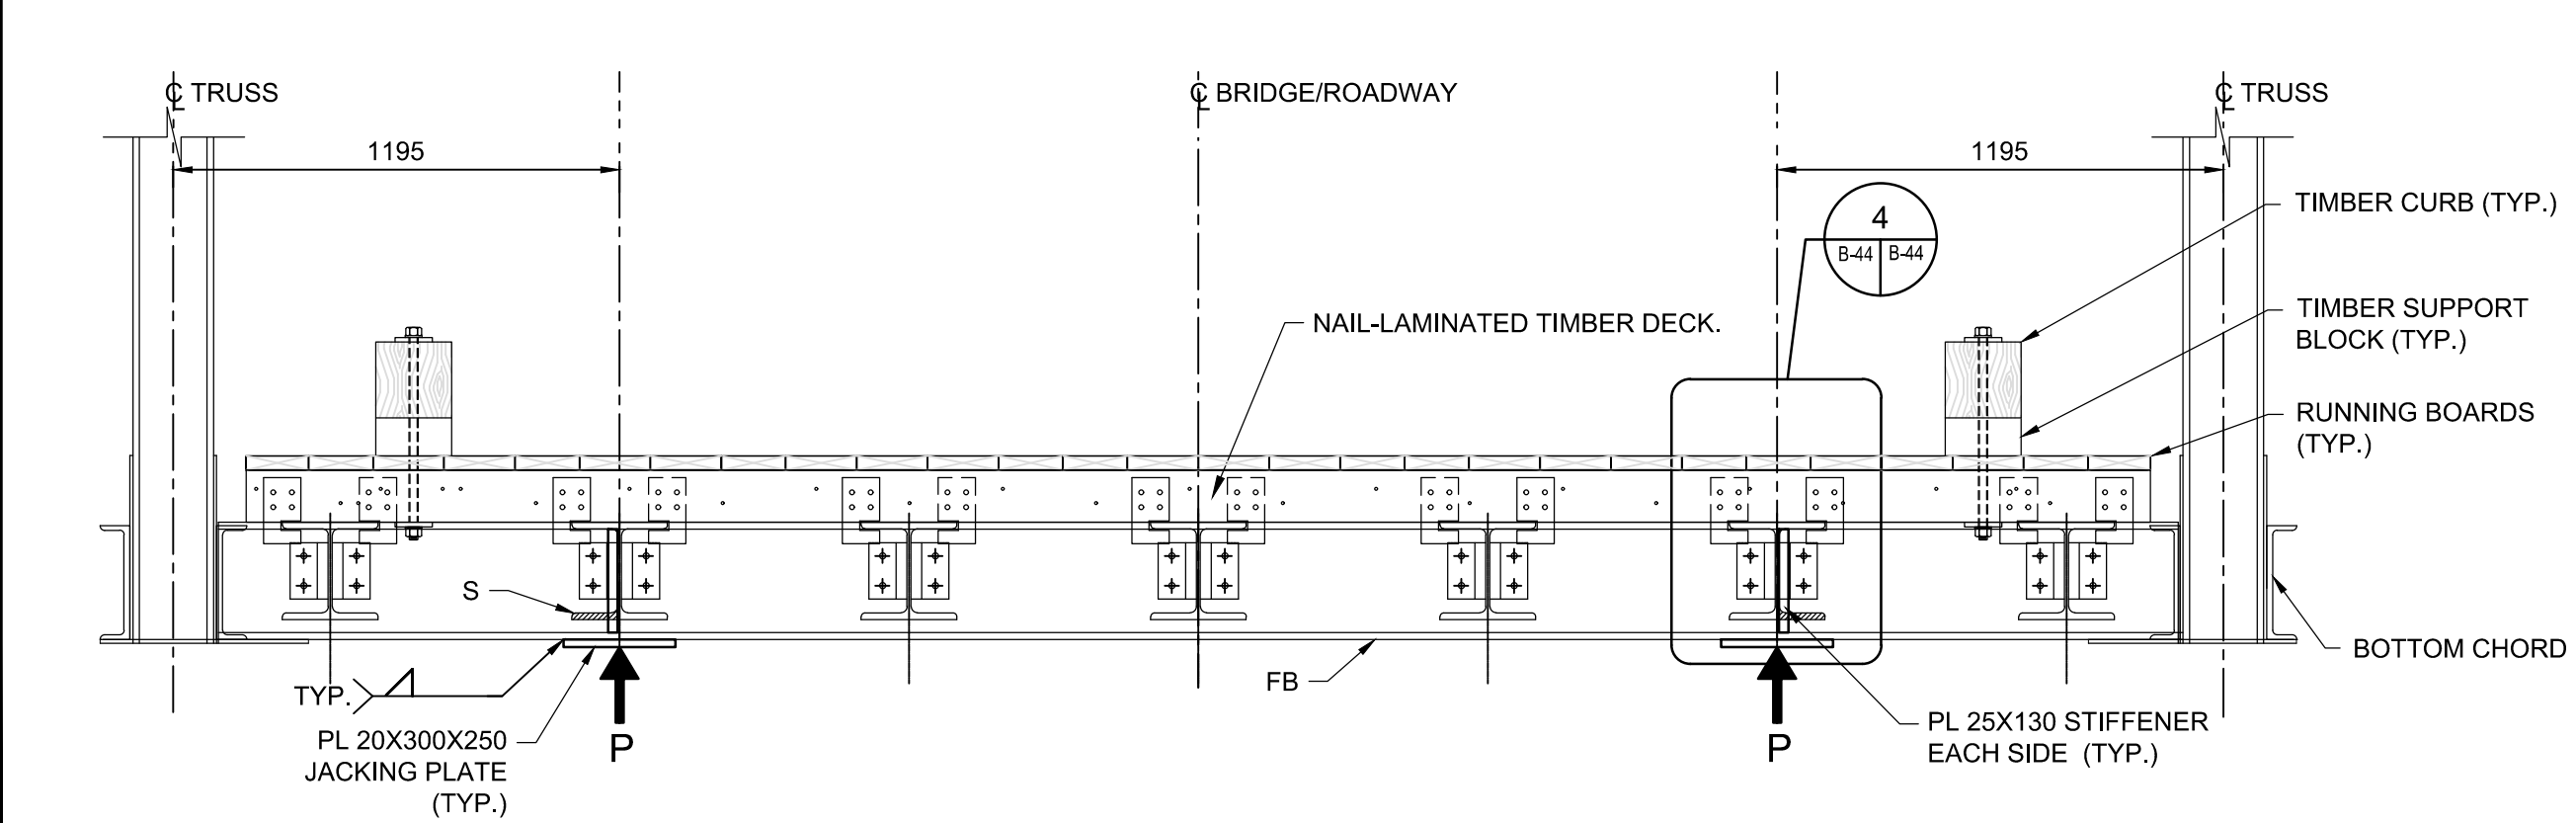 ℄ TRUSS
℄ BRIDGE/ROADWAY
℄ TRUSS
1195
1195
TIMBER CURB (TYP.)
4
B-44 B-44
TIMBER SUPPORT
BLOCK (TYP.)
NAIL-LAMINATED TIMBER DECK.
RUNNING BOARDS
(TYP.)
S
BOTTOM CHORD
FB
TYP.
PL 20X300X250
JACKING PLATE
(TYP.)
P
P
PL 25X130 STIFFENER
EACH SIDE (TYP.)